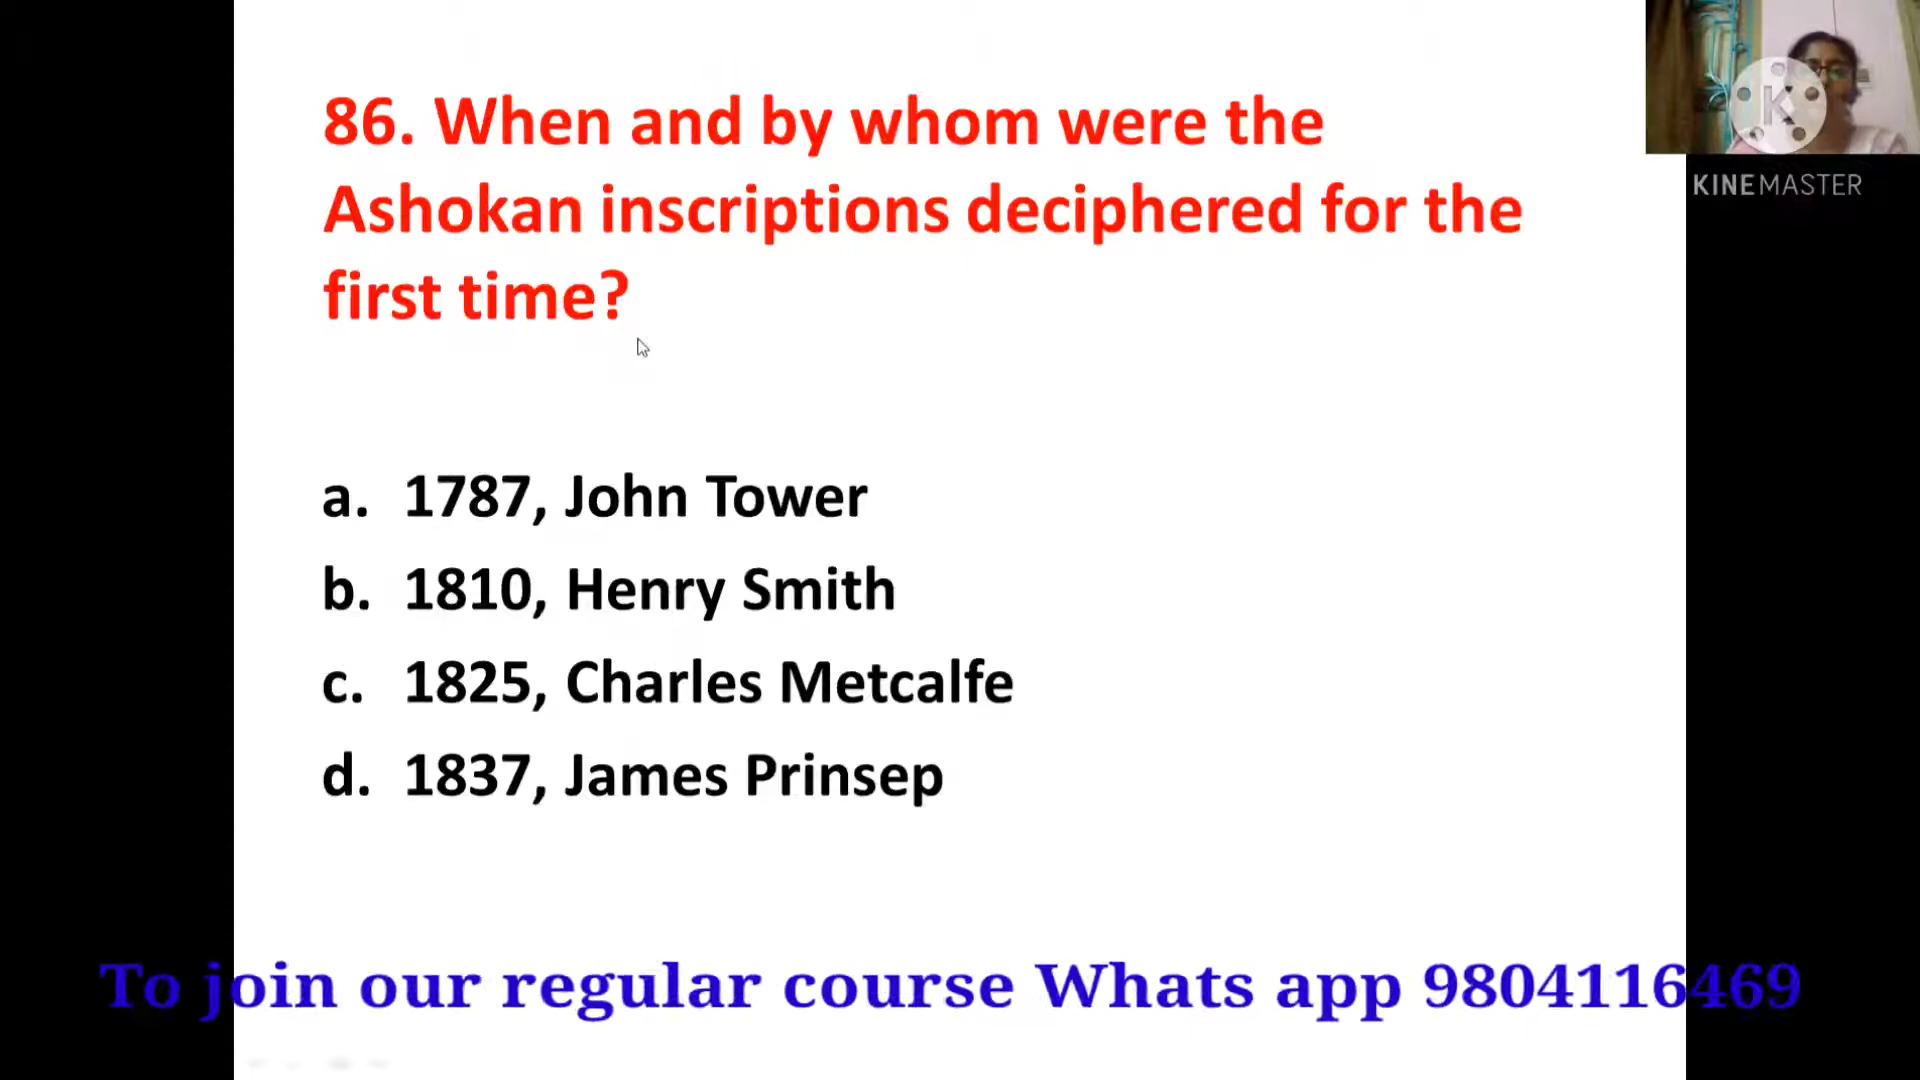 86. When and by whom were the
Ashokan inscriptions deciphered for the
first time?
a. 1787, John Tower
b. 1810, Henry Smith
c. 1825, Charles Metcalfe
d. 1837, James Prinsep
To join our regular course Whats app 9804116469
K
KINEMASTER